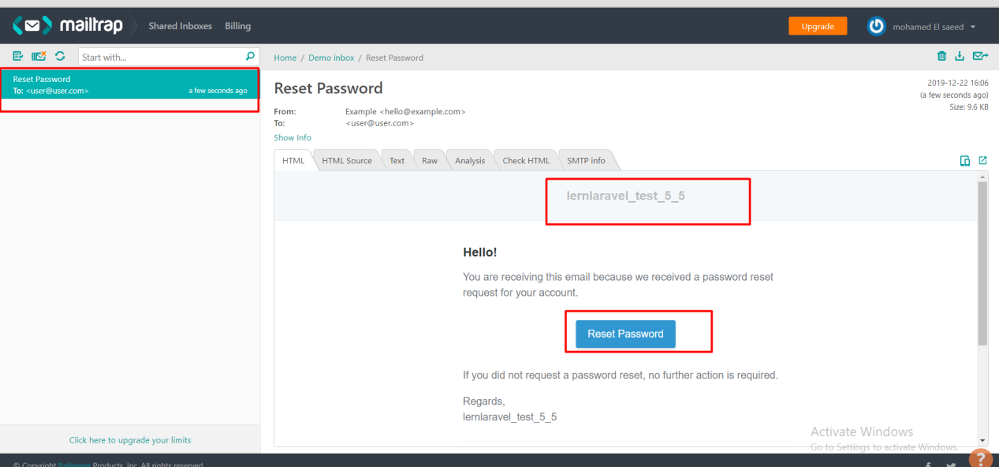 mailtrap Shared Inboxes Billing Upgrade mohamed El saeed
Start with...
Home / Demo inbox / Reset Password
Reset Password
To: <user@user.com> a few seconds ago
Reset Password
2019-12-22 16:06
(a few seconds ago)
Size: 9.6 KB
From: Example <hello@example.com>
To: <user@user.com>
Show Info
HTML HTML Source Text Raw Analysis Check HTML SMTP info
lernlaravel_test_5_5
Hello!
You are receiving this email because we received a password reset
request for your account.
Reset Password
If you did not request a password reset, no further action is required.
Regards,
lernlaravel_test_5_5
Click here to upgrade your limits
Activate Windows
Go to Settings to activate Windows.
© Copyright Railsware Products, Inc. All rights reserved
?